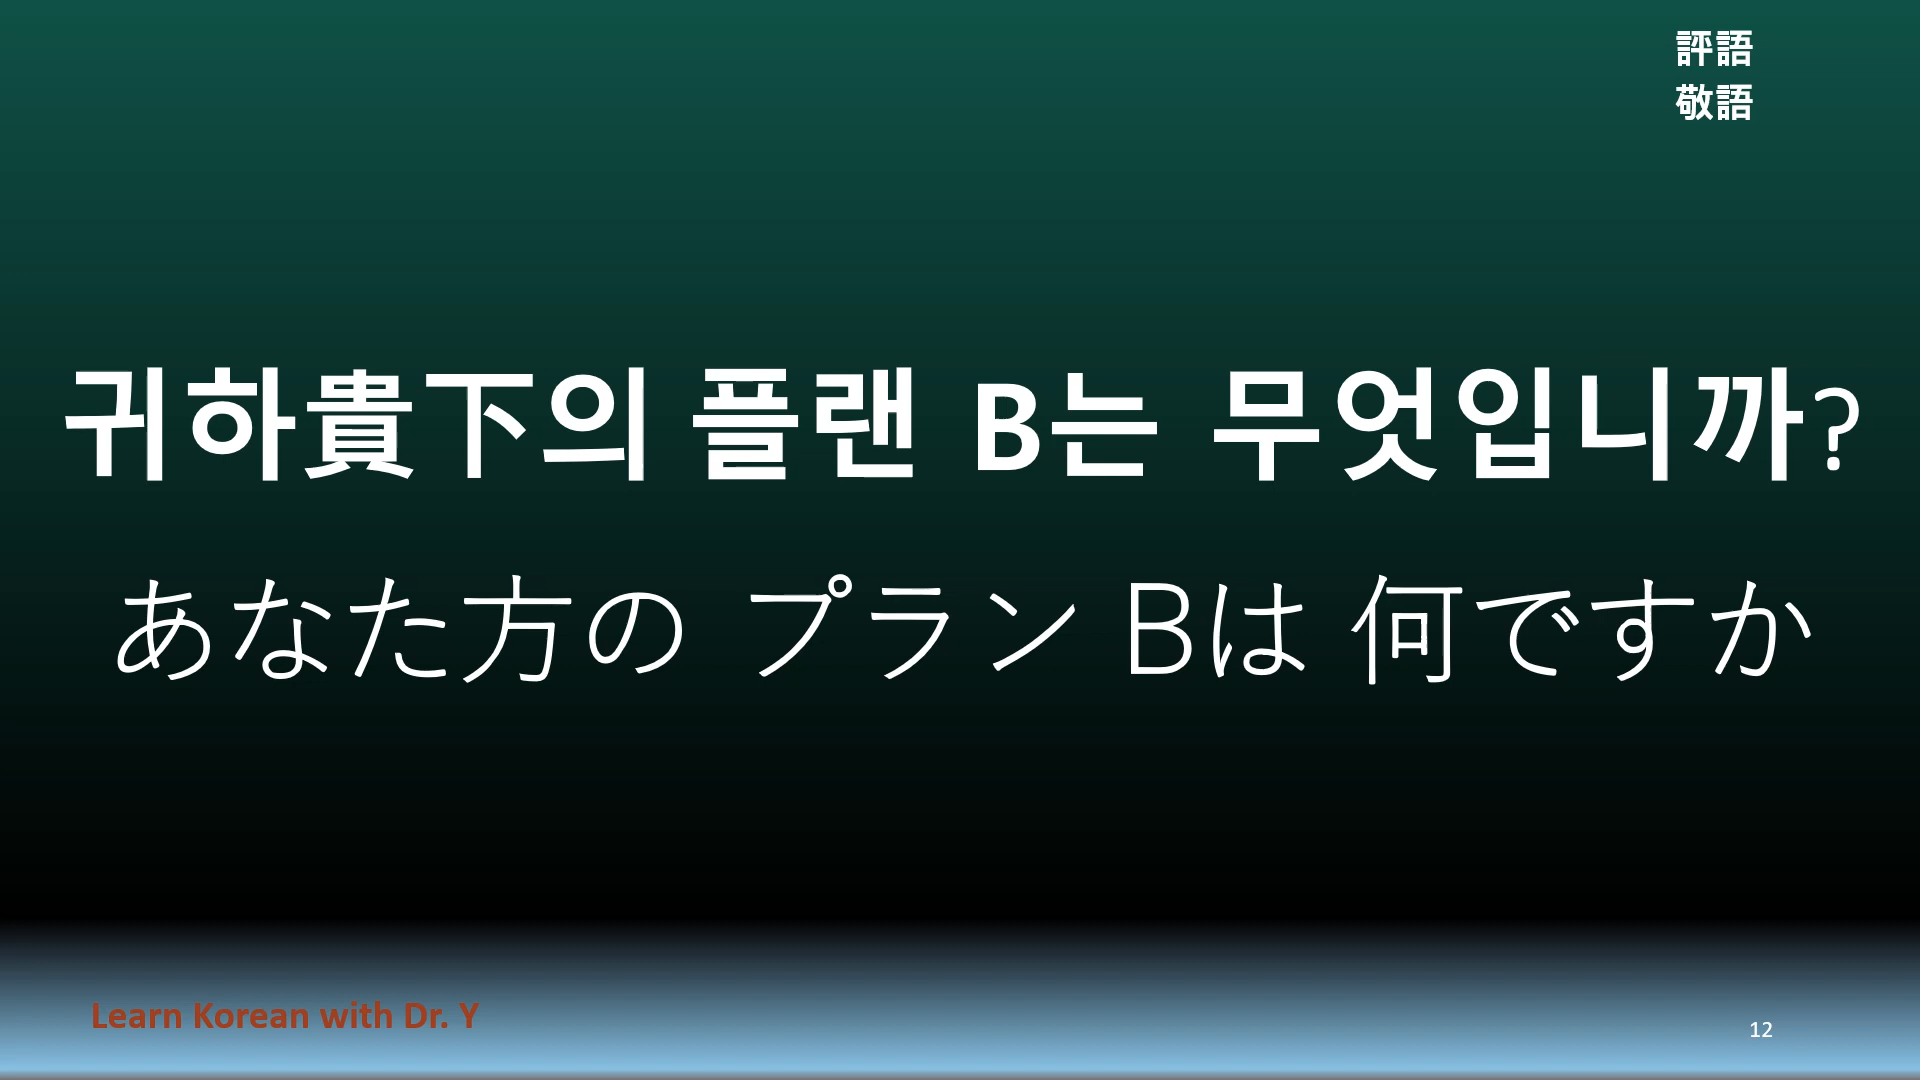 評語
敬語
귀하貴下의 플랜 B는 무엇입니까?
あなた方の プラン Bは 何ですか
Learn Korean with Dr. Y
12